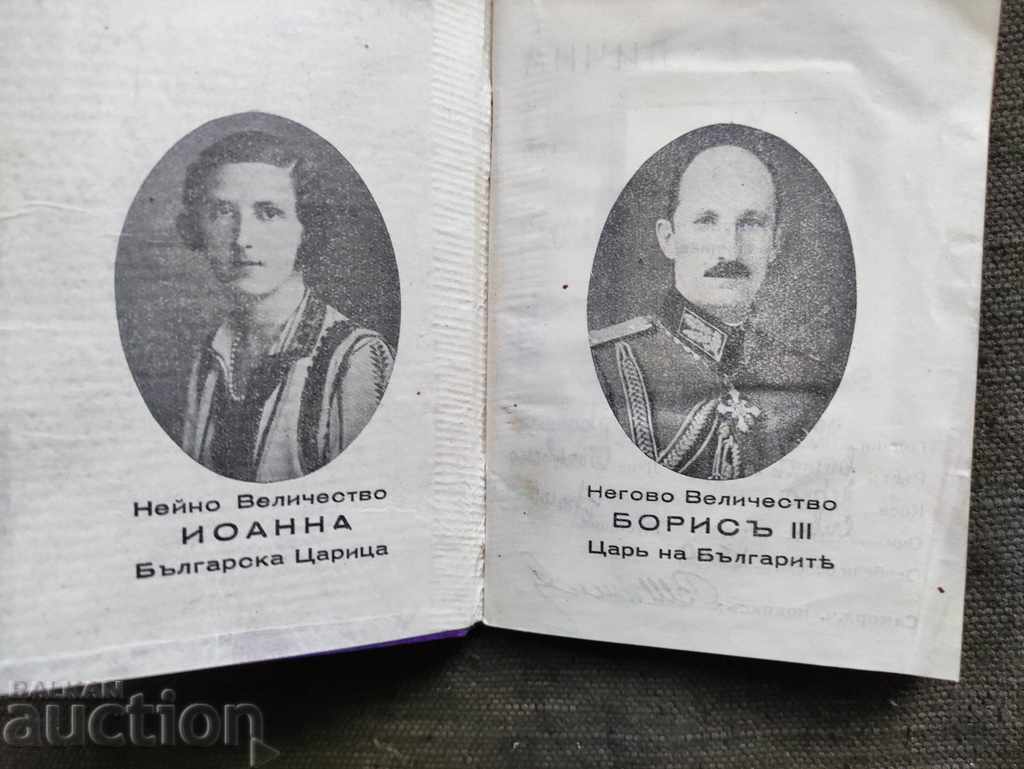 Нейно Величество
ИОАННА
Българска Царица
Негово Величество
БОРИСЪ III
Царь на Българитѣ
BALKAN
auction